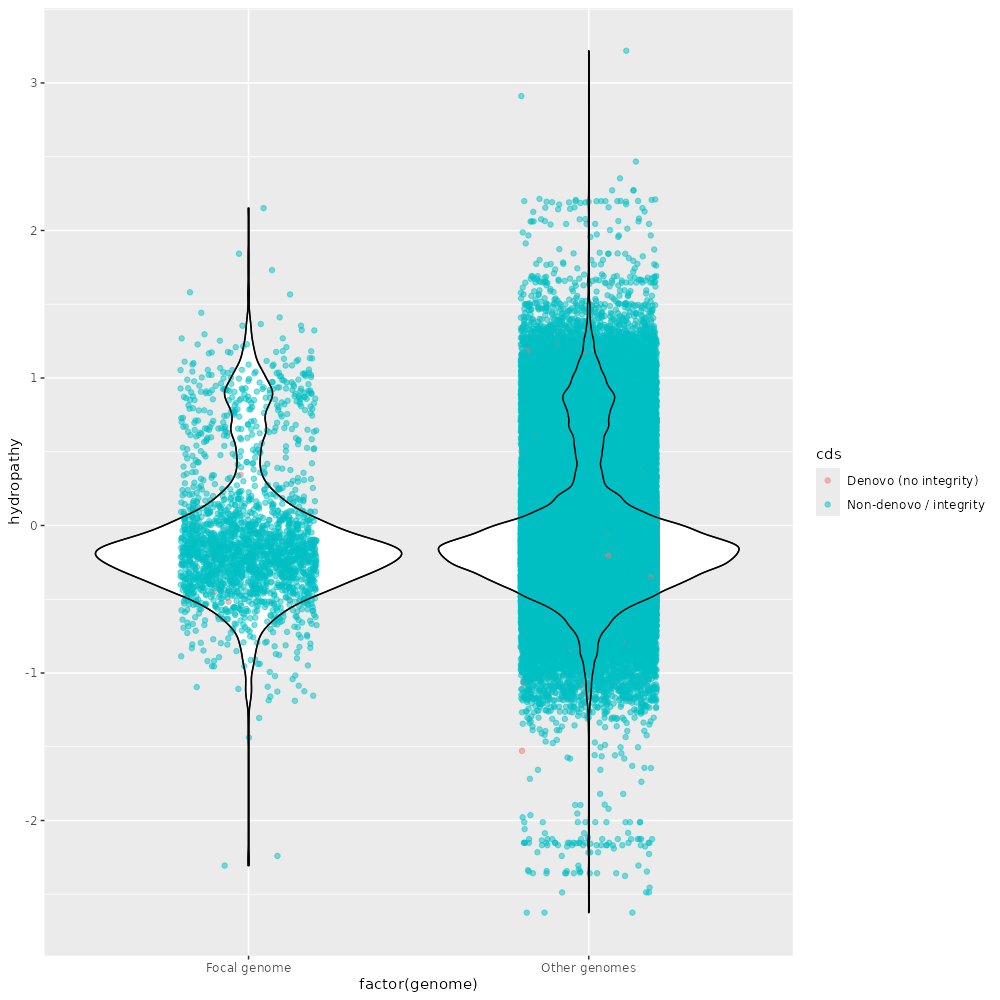 hydropathy
3
2
1
0
-1
-2
Focal genome
Other genomes
factor(genome)
cds
Denovo (no integrity)
Non-denovo / integrity